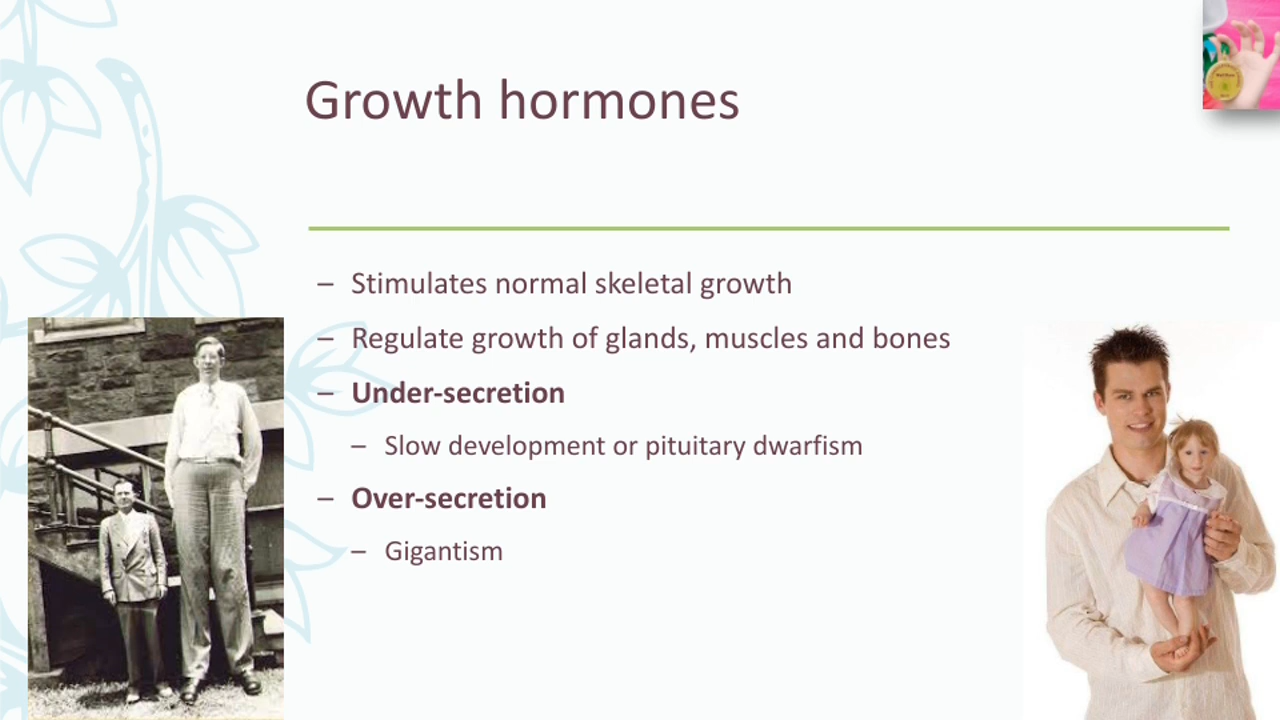 Growth hormones
– Stimulates normal skeletal growth
– Regulate growth of glands, muscles and bones
– Under-secretion
– Slow development or pituitary dwarfism
– Over-secretion
– Gigantism